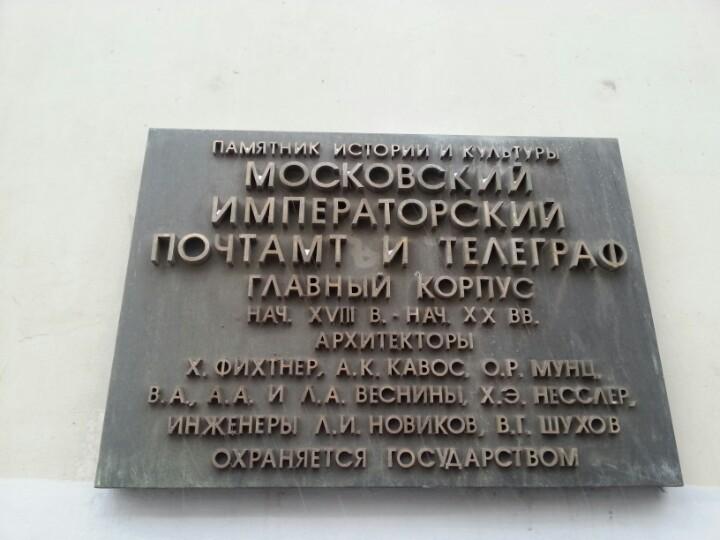 ПАМЯТНИК ИСТОРИИ И КУЛЬТУРЫ
МОСКОВСКИЙ
ИМПЕРАТОРСКИЙ
ПОЧТАМТ И ТЕЛЕГРАФ
ГЛАВНЫЙ КОРПУС
НАЧ. XVIII В. - НАЧ. XX ВВ.
АРХИТЕКТОРЫ
Х. ФИХТНЕР, А.К. КАВОС, О.Р. МУНЦ,
В.А., А.А. И Л.А. ВЕСНИНЫ, Х.Э. НЕССЛЕР,
ИНЖЕНЕРЫ Л.И. НОВИКОВ, В.Г. ШУХОВ
ОХРАНЯЕТСЯ ГОСУДАРСТВОМ